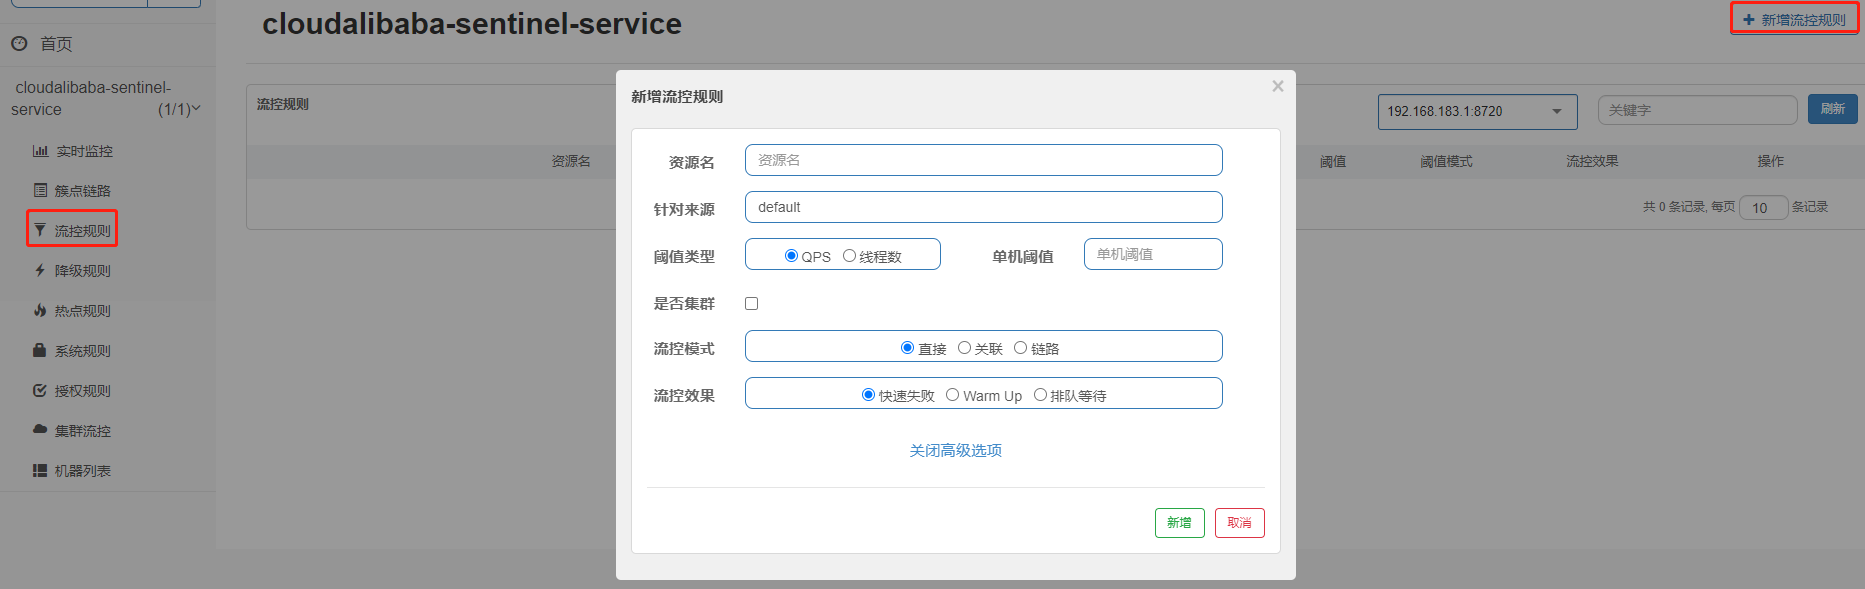 cloudalibaba-sentinel-service
新增流控规则
首页
cloudalibaba-sentinel-
service (1/1)
实时监控
簇点链路
流控规则
降级规则
热点规则
系统规则
授权规则
集群流控
机器列表
流控规则
192.168.183.1:8720 关键字 刷新
资源名 阈值 阈值模式 流控效果 操作
共 0 条记录, 每页 10 条记录
新增流控规则 ×
资源名 资源名
针对来源 default
阈值类型 QPS 线程数 单机阈值 单机阈值
是否集群
流控模式 直接 关联 链路
流控效果 快速失败 Warm Up 排队等待
关闭高级选项
新增 取消